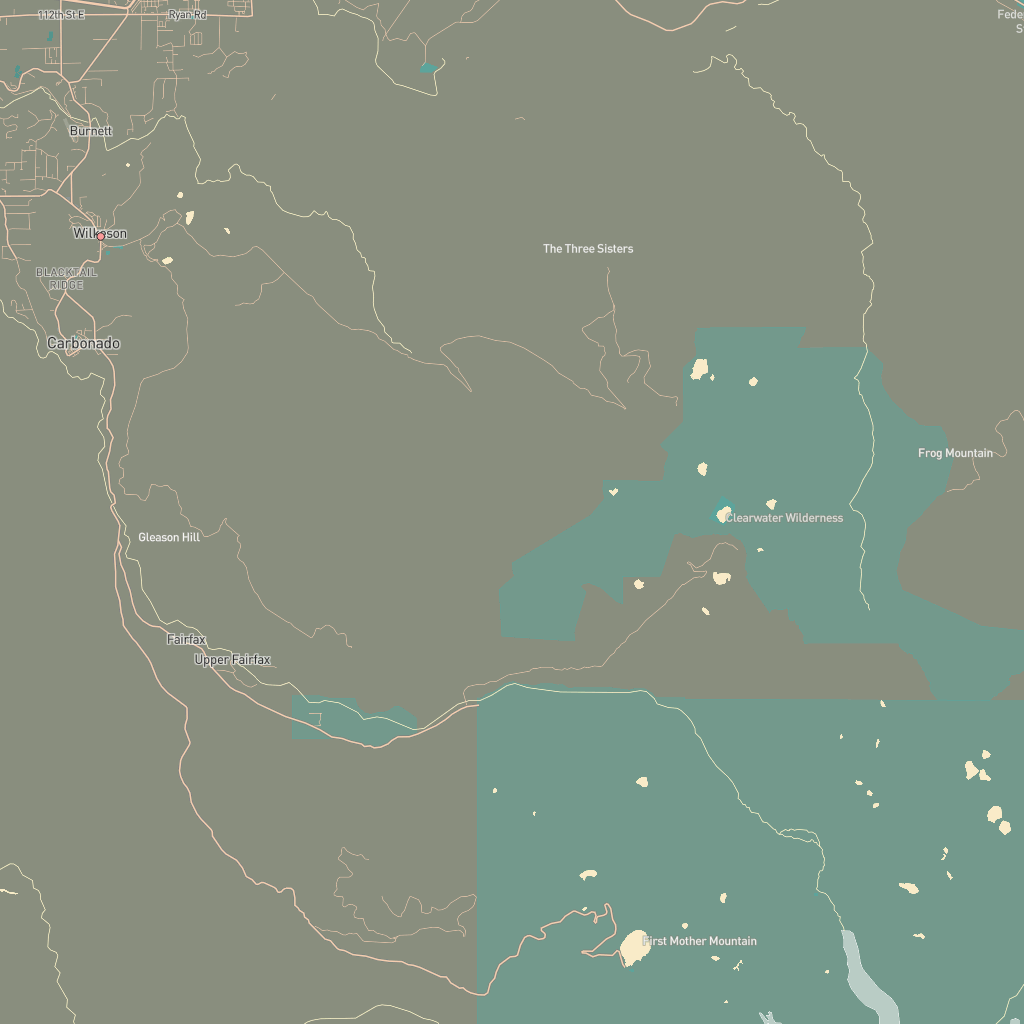 112th St E
Ryan Rd
Fede
S
Burnett
Wilkeson
The Three Sisters
BLACKTAIL
RIDGE
Carbonado
Frog Mountain
Clearwater Wilderness
Gleason Hill
Fairfax
Upper Fairfax
First Mother Mountain